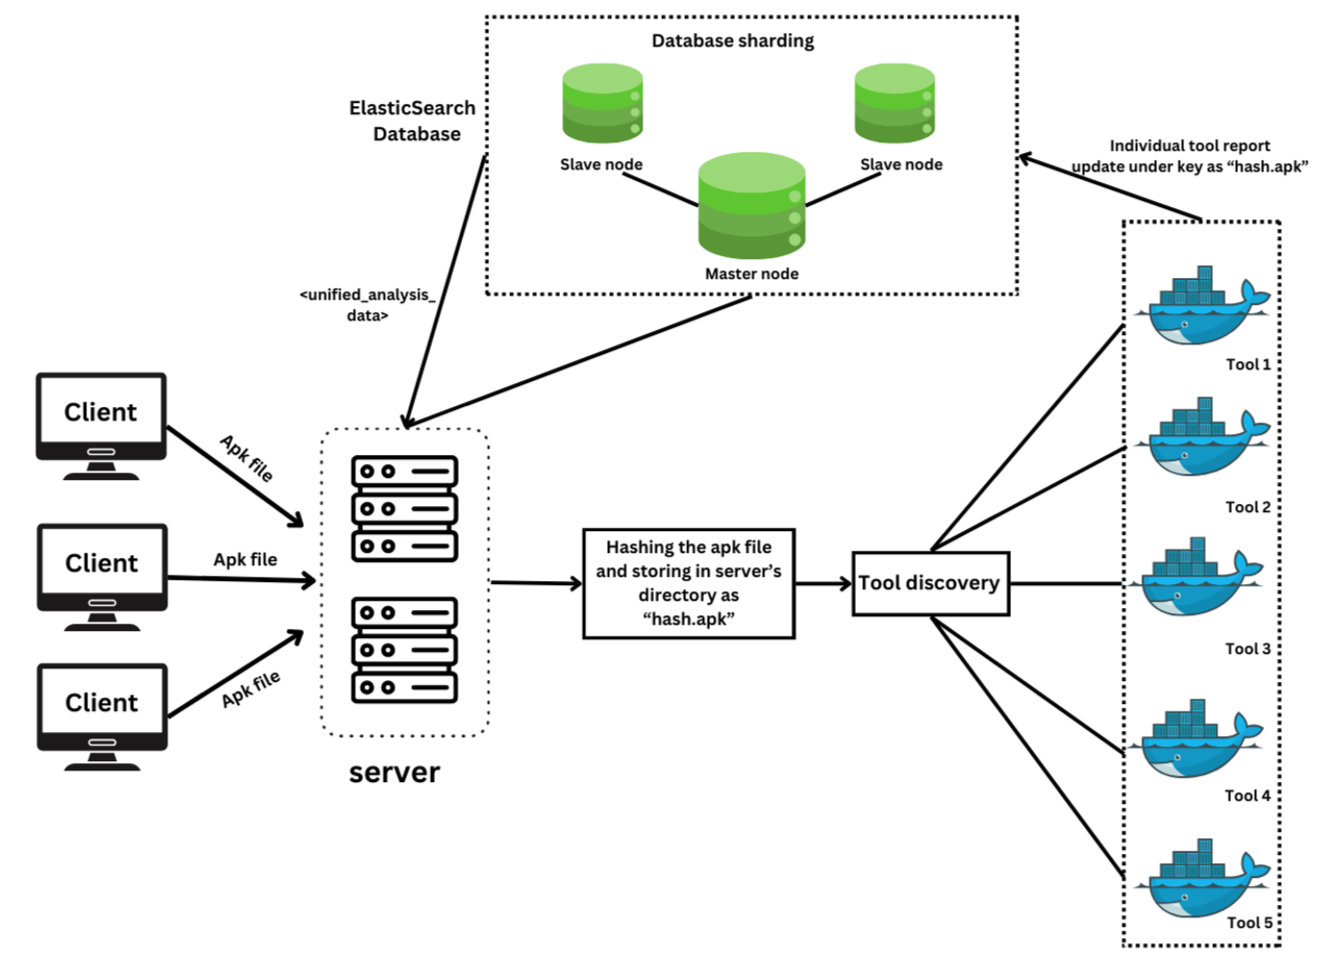 Database sharding
ElasticSearch
Database
Slave node
Slave node
Master node
Individual tool report
update under key as “hash.apk”
<unified_analysis_
data>
Client
Apk file
Client
Apk file
Client
Apk file
server
Hashing the apk file
and storing in server’s
directory as
“hash.apk”
Tool discovery
Tool 1
Tool 2
Tool 3
Tool 4
Tool 5